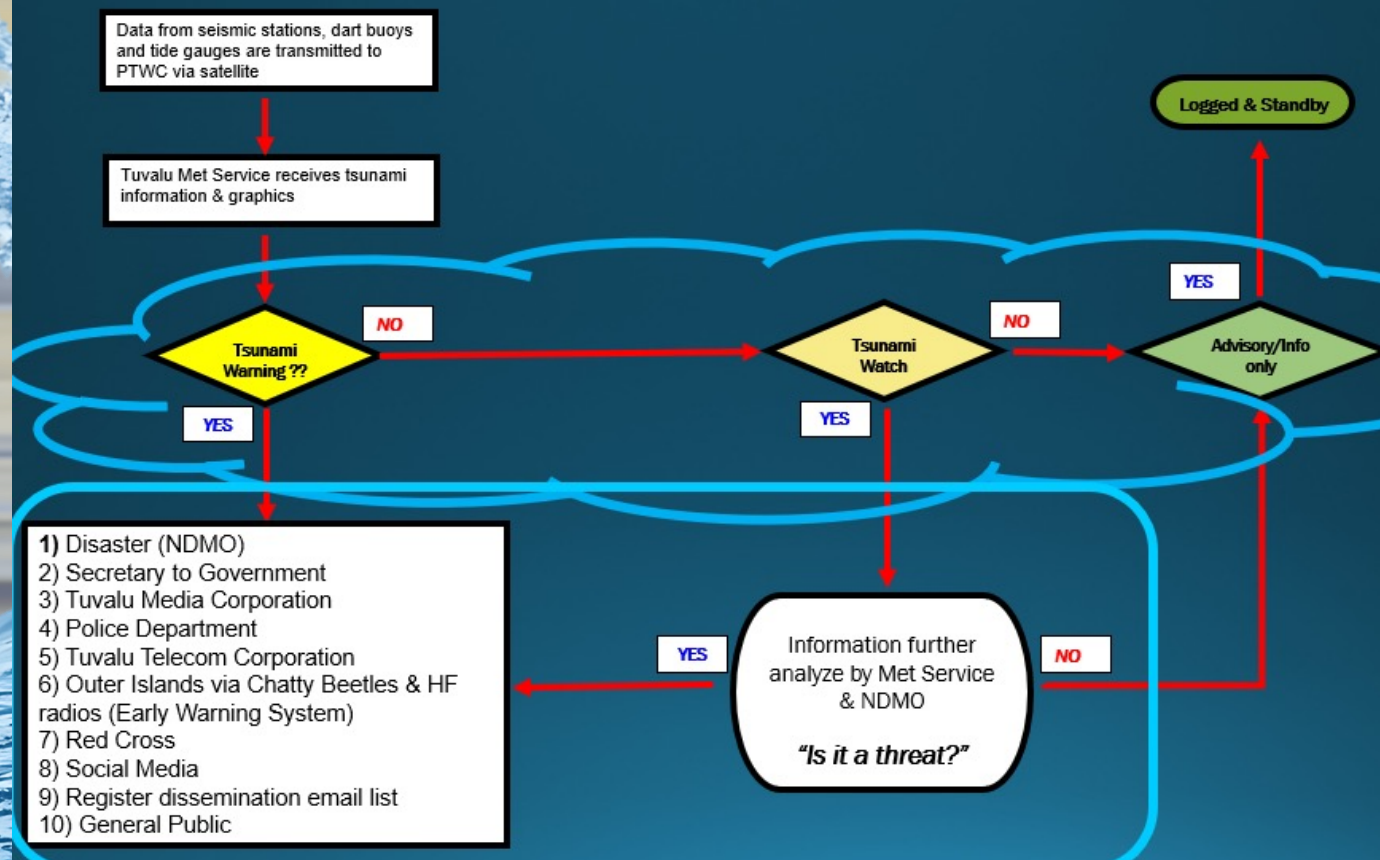 Data from seismic stations, dart buoys
and tide gauges are transmitted to
PTWC via satellite
Logged & Standby
Tuvalu Met Service receives tsunami
information & graphics
YES
NO
NO
Tsunami
Warning ??
Tsunami
Watch
Advisory/Info
only
YES
YES
1) Disaster (NDMO)
2) Secretary to Government
3) Tuvalu Media Corporation
4) Police Department
5) Tuvalu Telecom Corporation
6) Outer Islands via Chatty Beetles & HF
radios (Early Warning System)
7) Red Cross
8) Social Media
9) Register dissemination email list
10) General Public
YES
Information further
analyze by Met Service
& NDMO
"Is it a threat?"
NO